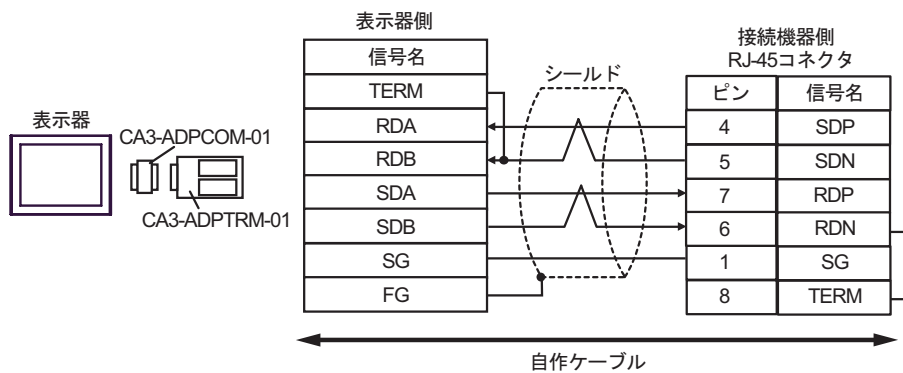 表示器側
接続機器側
RJ-45コネクタ
信号名
シールド
ピン
信号名
TERM
表示器
CA3-ADPCOM-01
CA3-ADPTRM-01
RDA
4
SDP
RDB
5
SDN
SDA
7
RDP
SDB
6
RDN
SG
1
SG
FG
8
TERM
自作ケーブル